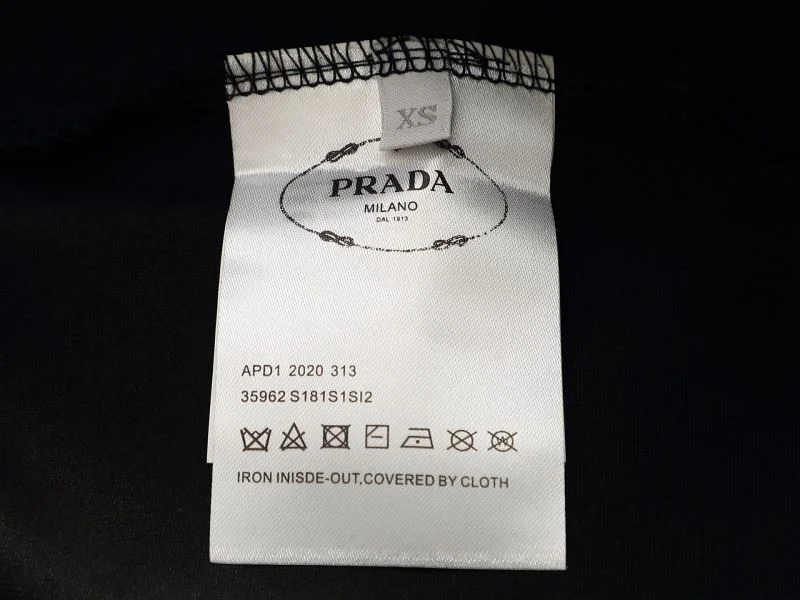 XS
PRADA
MILANO
DAL 1913
APD1 2020 313
35962 S181S1SI2
IRON INISDE-OUT,COVERED BY CLOTH